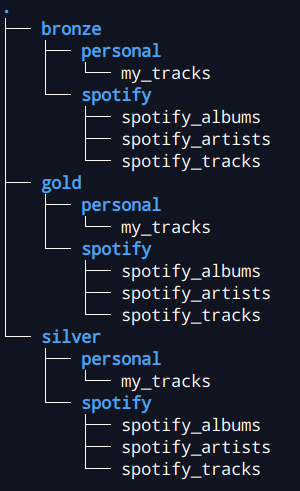 .
bronze
personal
my_tracks
spotify
spotify_albums
spotify_artists
spotify_tracks
gold
personal
my_tracks
spotify
spotify_albums
spotify_artists
spotify_tracks
silver
personal
my_tracks
spotify
spotify_albums
spotify_artists
spotify_tracks